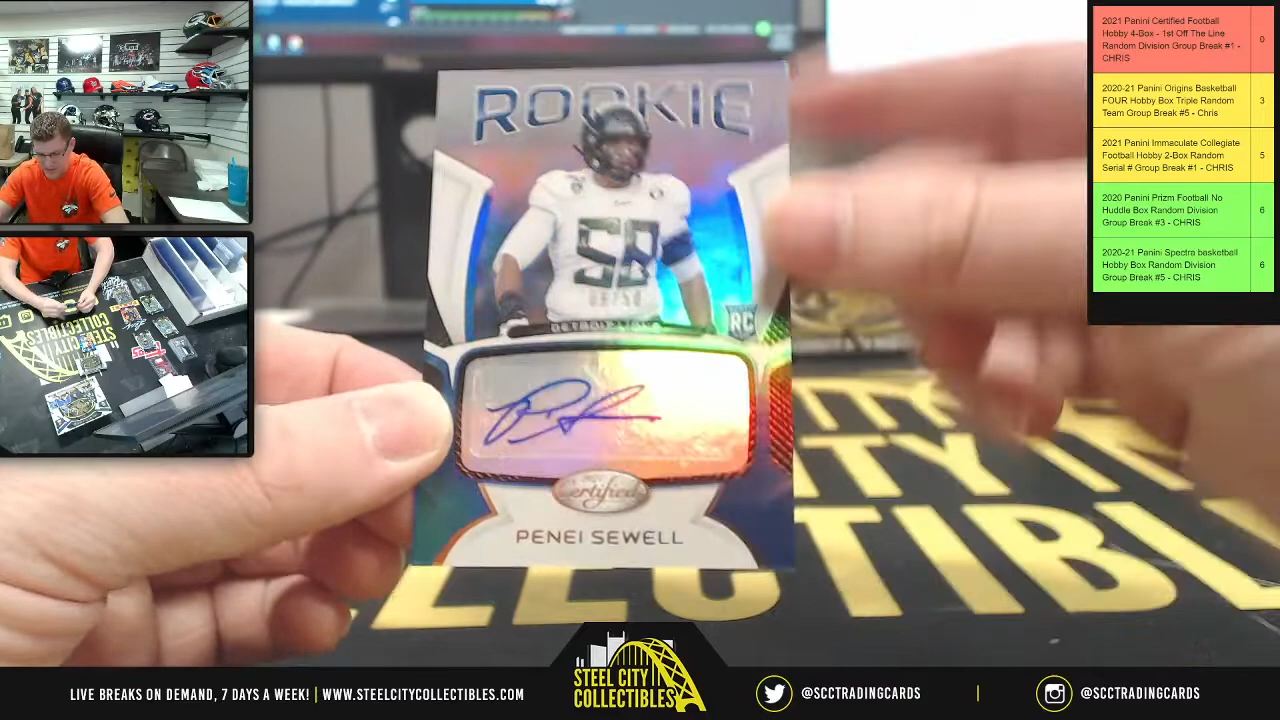 2021 Panini Certified Football
Hobby 4-Box - 1st Off The Line
Random Division Group Break #1 -
CHRIS
0
2020-21 Panini Origins Basketball
FOUR Hobby Box Triple Random
Team Group Break #5 - Chris
3
2021 Panini Immaculate Collegiate
Football Hobby 2-Box Random
Serial # Group Break #1 - CHRIS
5
2020 Panini Prizm Football No
Huddle Box Random Division
Group Break #3 - CHRIS
6
2020-21 Panini Spectra basketball
Hobby Box Random Division
Group Break #5 - CHRIS
6
ROOKIE
58
RC
Certified
PENEI SEWELL
STEEL CITY
COLLECTIBLES
LIVE BREAKS ON DEMAND, 7 DAYS A WEEK! | WWW.STEELCITYCOLLECTIBLES.COM
STEEL CITY
COLLECTIBLES
@SCCTRADINGCARDS
@SCCTRADINGCARDS